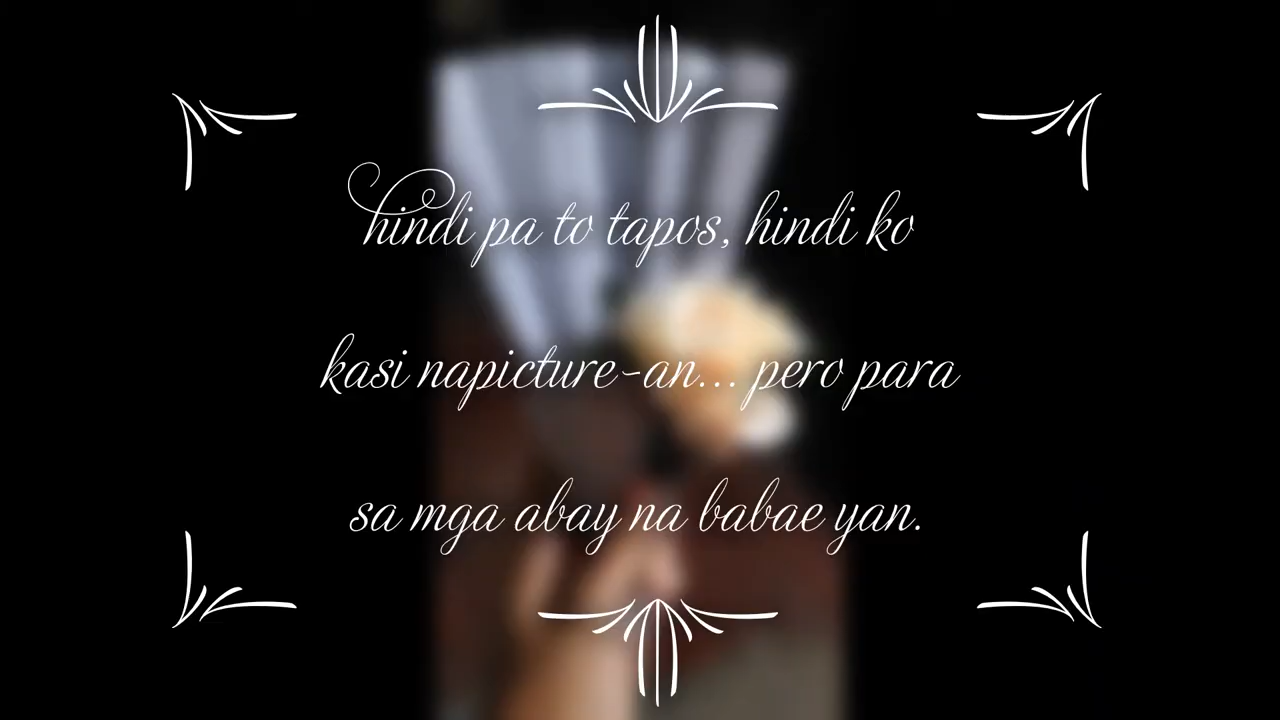 hindi pa to tapos, hindi ko
kasi napicture-an... pero para
sa mga abay na babae yan.